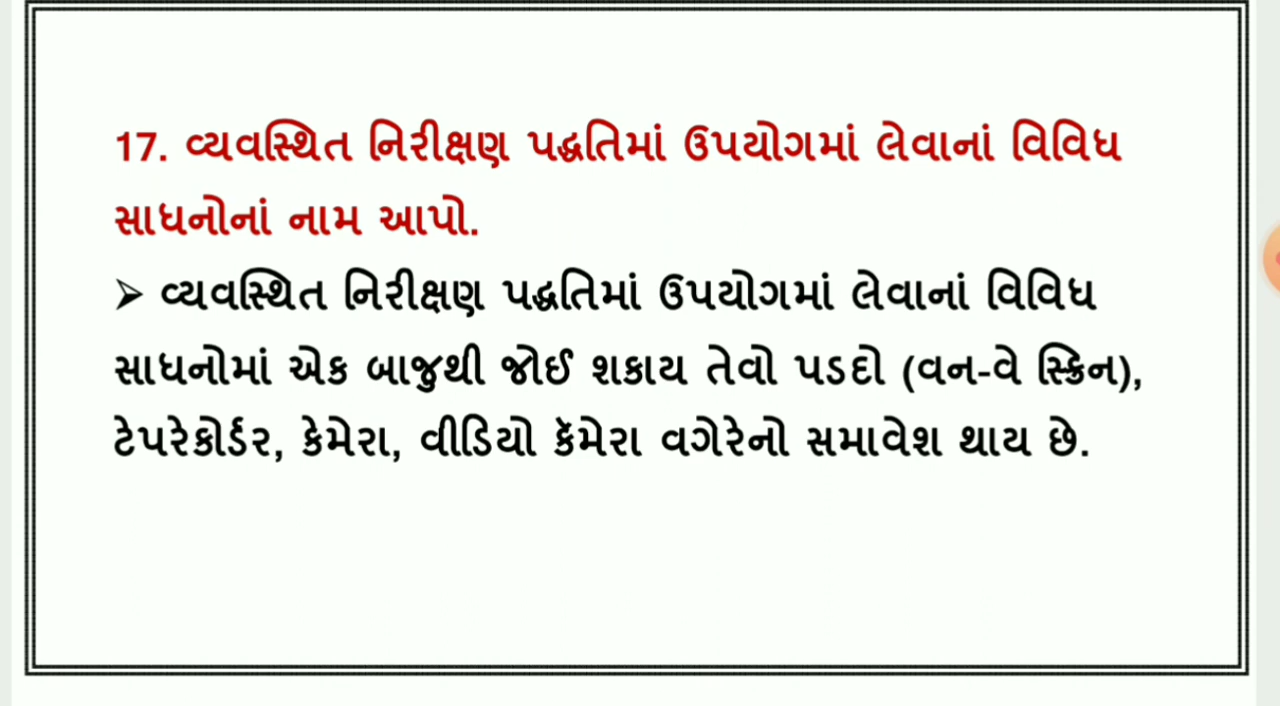 17. વ્યવસ્થિત નિરીક્ષણ પદ્ધતિમાં ઉપયોગમાં લેવાનાં વિવિધ
સાધનોનાં નામ આપો.
➢ વ્યવસ્થિત નિરીક્ષણ પદ્ધતિમાં ઉપયોગમાં લેવાનાં વિવિધ
સાધનોમાં એક બાજુથી જોઈ શકાય તેવો પડદો (વન-વે સ્ક્રિન),
ટેપરેકોર્ડર, કેમેરા, વીડિયો કૅમેરા વગેરેનો સમાવેશ થાય છે.